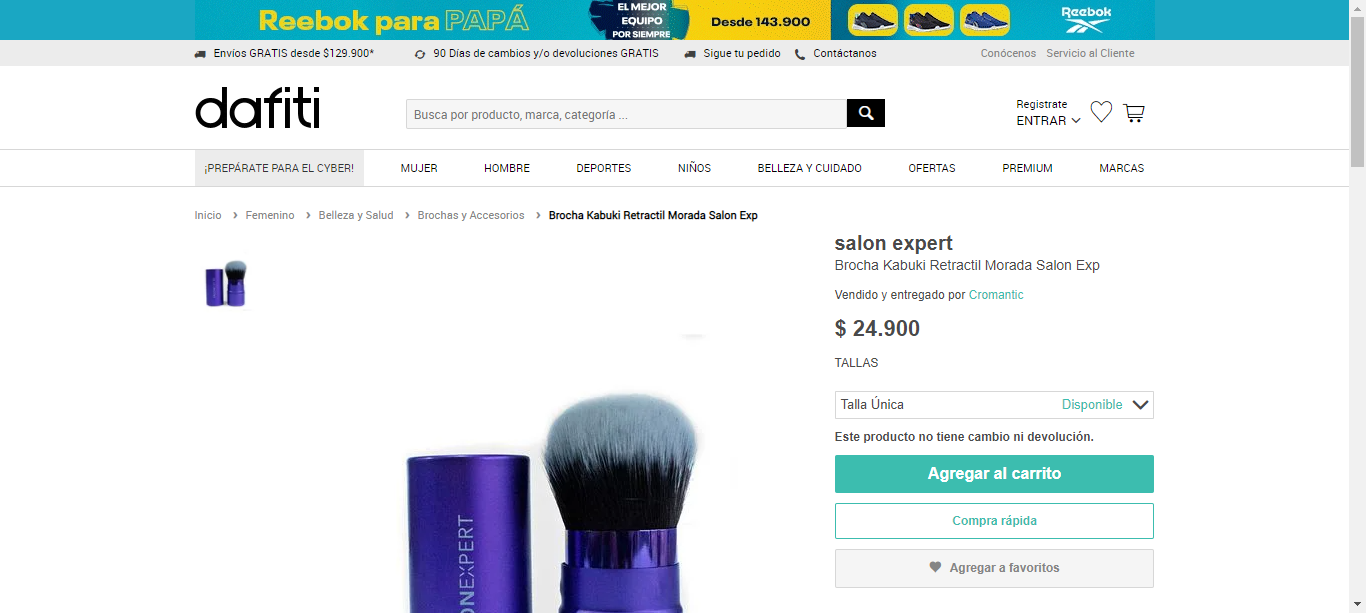 Reebok para PAPÁ
EL MEJOR
EQUIPO
POR SIEMPRE
Desde 143.900
Reebok
Envíos GRATIS desde $129.900*
90 Días de cambios y/o devoluciones GRATIS
Sigue tu pedido
Contáctanos
Conócenos
Servicio al Cliente
dafiti
Busca por producto, marca, categoría ...
Registrate
ENTRAR
¡PREPÁRATE PARA EL CYBER!
MUJER
HOMBRE
DEPORTES
NIÑOS
BELLEZA Y CUIDADO
OFERTAS
PREMIUM
MARCAS
Inicio > Femenino > Belleza y Salud > Brochas y Accesorios > Brocha Kabuki Retractil Morada Salon Exp
salon expert
Brocha Kabuki Retractil Morada Salon Exp
Vendido y entregado por Cromantic
$ 24.900
TALLAS
Talla Única
Disponible
Este producto no tiene cambio ni devolución.
Agregar al carrito
Compra rápida
Agregar a favoritos
ONEXPERT